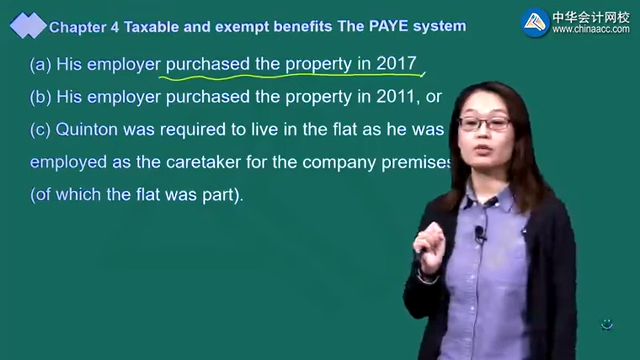 Chapter 4 Taxable and exempt benefits The PAYE system
中华会计网校
www.chinaacc.com
(a) His employer purchased the property in 2017
(b) His employer purchased the property in 2011, or
(c) Quinton was required to live in the flat as he was
employed as the caretaker for the company premises
(of which the flat was part).